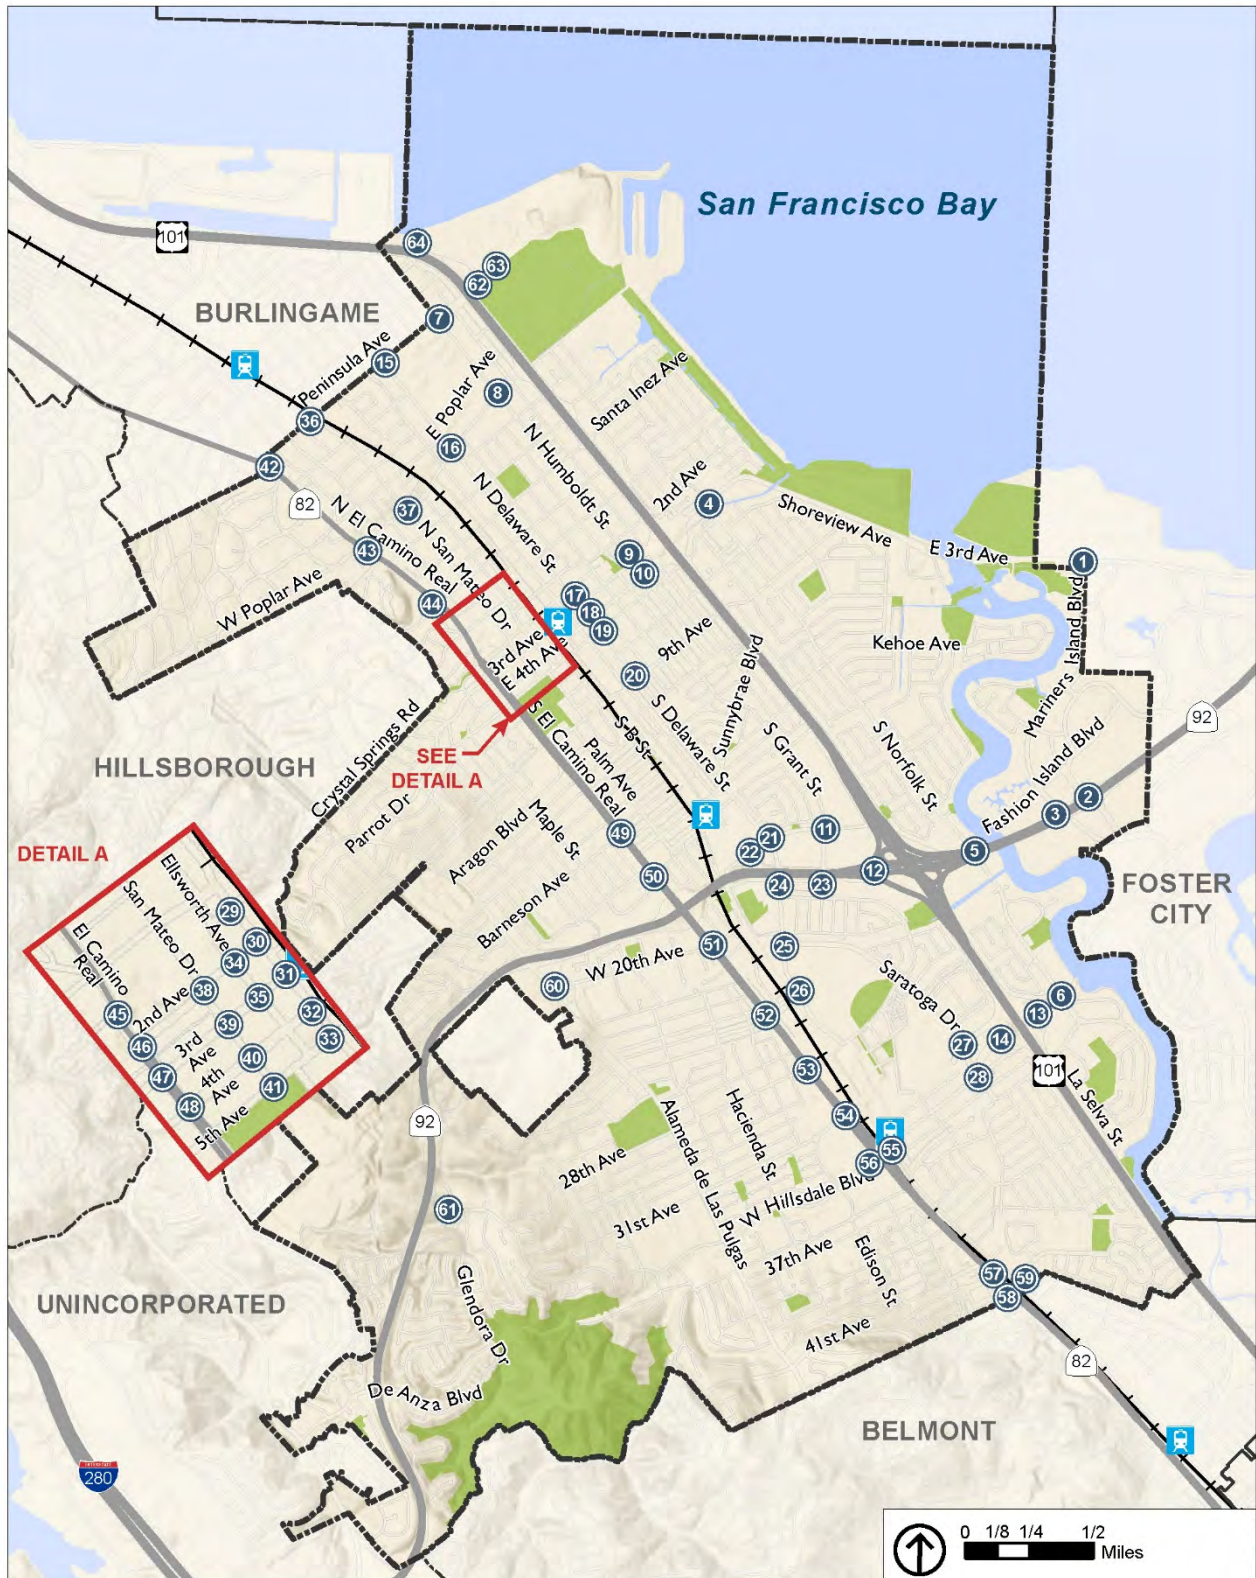 San Francisco Bay
101
64
63
62
BURLINGAME
7
Peninsula Ave
15
E Poplar Ave
8
Santa Inez Ave
36
16
N Humboldt St
42
82
N El Camino Real
37
N San Mateo Dr
N Delaware St
2nd Ave
4
Shoreview Ave
E 3rd Ave
1
43
9
10
W Poplar Ave
44
17
18
19
3rd Ave
E 4th Ave
9th Ave
Kehoe Ave
Mariners Island Blvd
20
Sunnybrae Blvd
S Delaware St
S Grant St
S Norfolk St
92
SEE
DETAIL A
S El Camino Real
S B St
Palm Ave
Crystal Springs Rd
HILLSBOROUGH
Parrot Dr
Aragon Blvd
Maple St
Fashion Island Blvd
2
3
49
21
11
22
5
12
50
24
23
FOSTER
CITY
DETAIL A
Ellsworth Ave
San Mateo Dr
El Camino
Real
29
30
34
31
38
35
2nd Ave
45
32
39
46
3rd
Ave
33
40
4th
Ave
47
41
48
5th Ave
Barneson Ave
51
25
W 20th Ave
60
26
Saratoga Dr
52
6
13
27
14
28
53
101
La Selva St
92
54
Alameda de Las Pulgas
Hacienda St
28th Ave
55
56
W Hillsdale Blvd
61
31st Ave
37th Ave
Edison St
57
59
58
UNINCORPORATED
Glendora Dr
41st Ave
82
De Anza Blvd
BELMONT
INTERSTATE
280
0 1/8 1/4 1/2
Miles